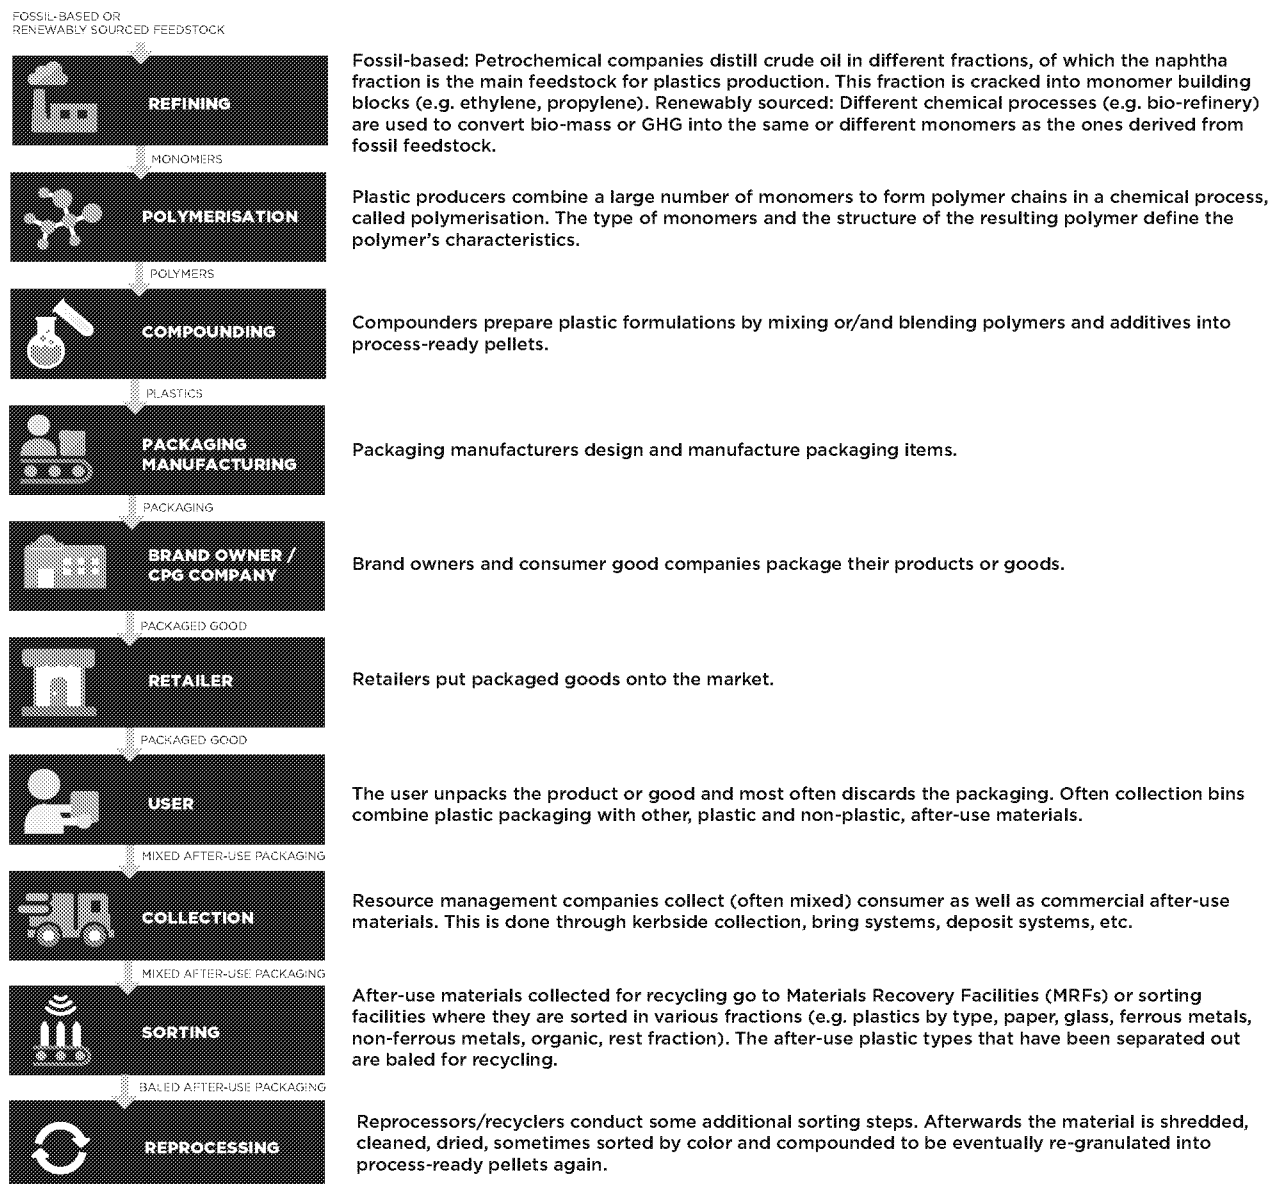 FOSSIL-BASED OR
RENEWABLY SOURCED FEEDSTOCK
REFINING
Fossil-based: Petrochemical companies distill crude oil in different fractions, of which the naphtha
fraction is the main feedstock for plastics production. This fraction is cracked into monomer building
blocks (e.g. ethylene, propylene). Renewably sourced: Different chemical processes (e.g. bio-refinery)
are used to convert bio-mass or GHG into the same or different monomers as the ones derived from
fossil feedstock.
MONOMERS
POLYMERISATION
Plastic producers combine a large number of monomers to form polymer chains in a chemical process,
called polymerisation. The type of monomers and the structure of the resulting polymer define the
polymer's characteristics.
POLYMERS
COMPOUNDING
Compounders prepare plastic formulations by mixing or/and blending polymers and additives into
process-ready pellets.
PLASTICS
PACKAGING
MANUFACTURING
Packaging manufacturers design and manufacture packaging items.
PACKAGING
BRAND OWNER /
CPG COMPANY
Brand owners and consumer good companies package their products or goods.
PACKAGED GOOD
RETAILER
Retailers put packaged goods onto the market.
PACKAGED GOOD
USER
The user unpacks the product or good and most often discards the packaging. Often collection bins
combine plastic packaging with other, plastic and non-plastic, after-use materials.
MIXED AFTER-USE PACKAGING
COLLECTION
Resource management companies collect (often mixed) consumer as well as commercial after-use
materials. This is done through kerbside collection, bring systems, deposit systems, etc.
MIXED AFTER-USE PACKAGING
SORTING
After-use materials collected for recycling go to Materials Recovery Facilities (MRFs) or sorting
facilities where they are sorted in various fractions (e.g. plastics by type, paper, glass, ferrous metals,
non-ferrous metals, organic, rest fraction). The after-use plastic types that have been separated out
are baled for recycling.
BALED AFTER-USE PACKAGING
REPROCESSING
Reprocessors/recyclers conduct some additional sorting steps. Afterwards the material is shredded,
cleaned, dried, sometimes sorted by color and compounded to be eventually re-granulated into
process-ready pellets again.